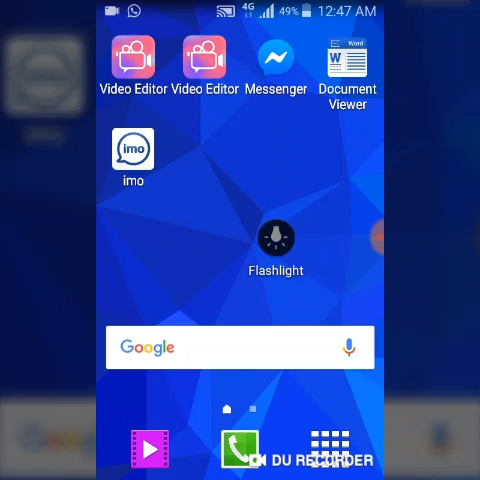 4G 49% 12:47 AM
Video Editor Video Editor Messenger Document Viewer
Word
W
imo
imo
Flashlight
Google
DU RECORDER